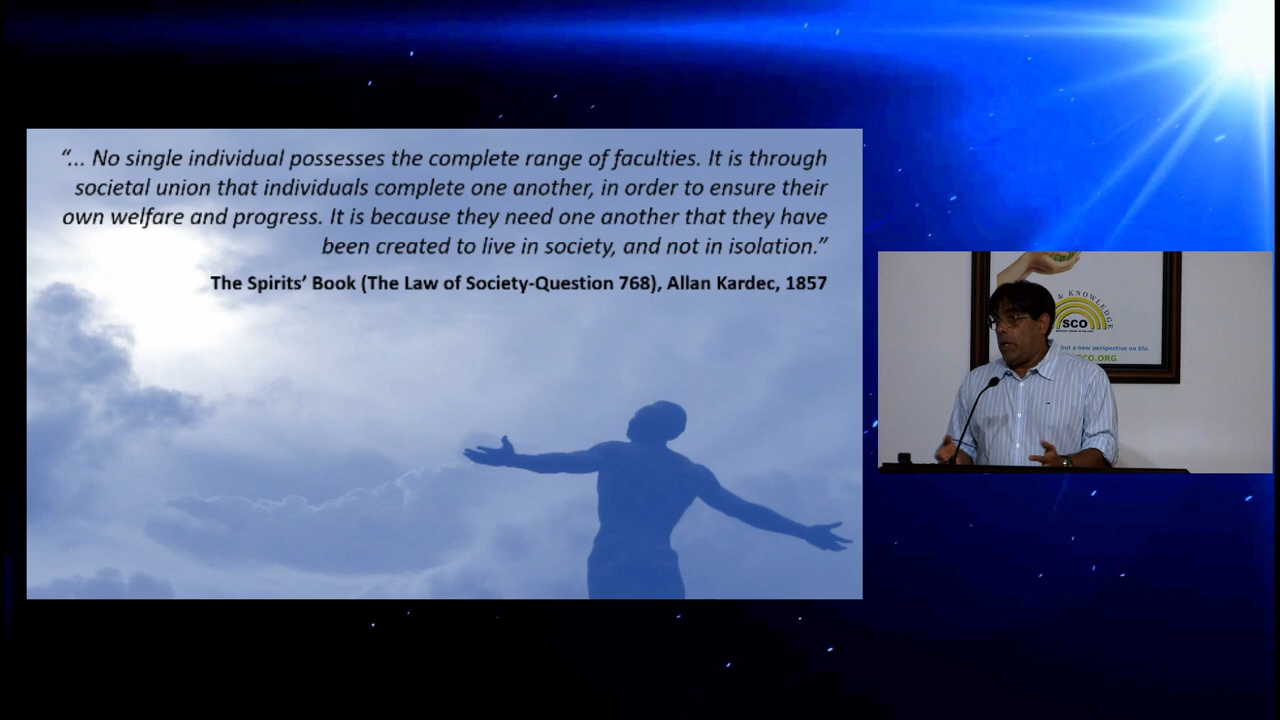 “... No single individual possesses the complete range of faculties. It is through
societal union that individuals complete one another, in order to ensure their
own welfare and progress. It is because they need one another that they have
been created to live in society, and not in isolation.”
The Spirits’ Book (The Law of Society-Question 768), Allan Kardec, 1857
& KNOWLEDGE
SCO
but a new perspective on life.
CO.ORG